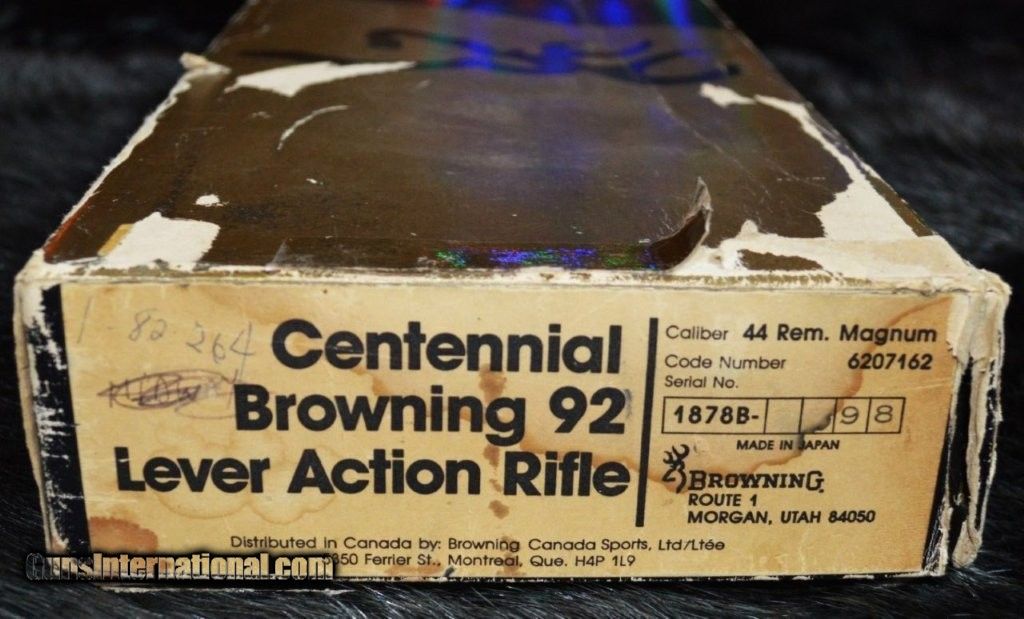 1 82 264
Centennial
Browning 92
Lever Action Rifle
Caliber 44 Rem. Magnum
Code Number 6207162
Serial No.
1878B- 98
MADE IN JAPAN
BROWNING
ROUTE 1
MORGAN, UTAH 84050
Distributed in Canada by: Browning Canada Sports, Ltd/Ltée
Ferrier St., Montreal, Que. H4P 1L9
GunsInternational.com